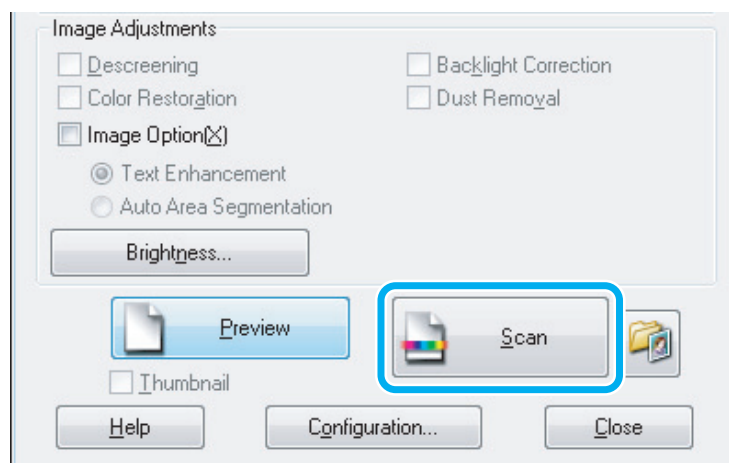 Image Adjustments
Descreening
Backlight Correction
Color Restoration
Dust Removal
Image Option(X)
Text Enhancement
Auto Area Segmentation
Brightness...
Preview
Scan
Thumbnail
Help
Configuration...
Close